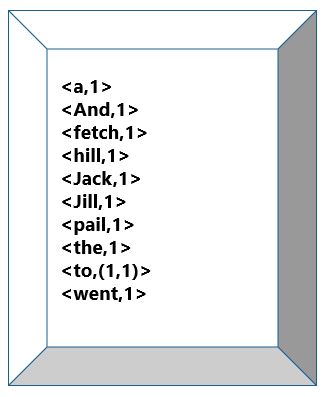 <a,1>
<And,1>
<fetch,1>
<hill,1>
<Jack,1>
<Jill,1>
<pail,1>
<the,1>
<to,(1,1)>
<went,1>